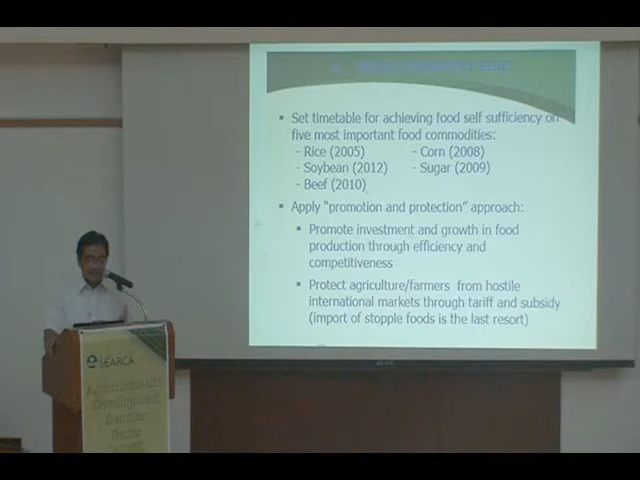 Set timetable for achieving food self sufficiency on
five most important food commodities:
- Rice (2005) - Corn (2008)
- Soybean (2012) - Sugar (2009)
- Beef (2010)
Apply "promotion and protection" approach:
Promote investment and growth in food
production through efficiency and
competitiveness
Protect agriculture/farmers from hostile
international markets through tariff and subsidy
(import of stopple foods is the last resort)
SEARCA
Seminar
Series